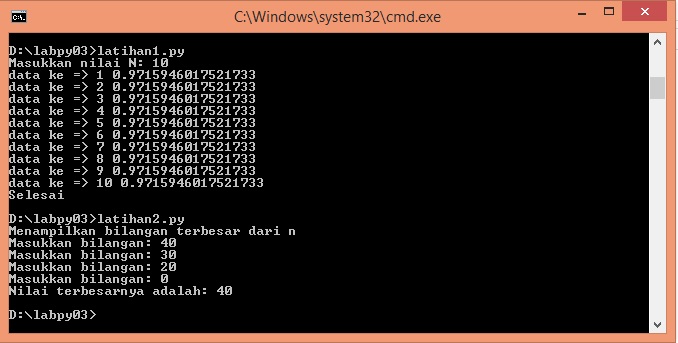 C:\Windows\system32\cmd.exe
D:\labpy03>latihan1.py
Masukkan nilai N: 10
data ke => 1 0.9715946017521733
data ke => 2 0.9715946017521733
data ke => 3 0.9715946017521733
data ke => 4 0.9715946017521733
data ke => 5 0.9715946017521733
data ke => 6 0.9715946017521733
data ke => 7 0.9715946017521733
data ke => 8 0.9715946017521733
data ke => 9 0.9715946017521733
data ke => 10 0.9715946017521733
Selesai
D:\labpy03>latihan2.py
Menampilkan bilangan terbesar dari n
Masukkan bilangan: 40
Masukkan bilangan: 30
Masukkan bilangan: 20
Masukkan bilangan: 0
Nilai terbesarnya adalah: 40
D:\labpy03>